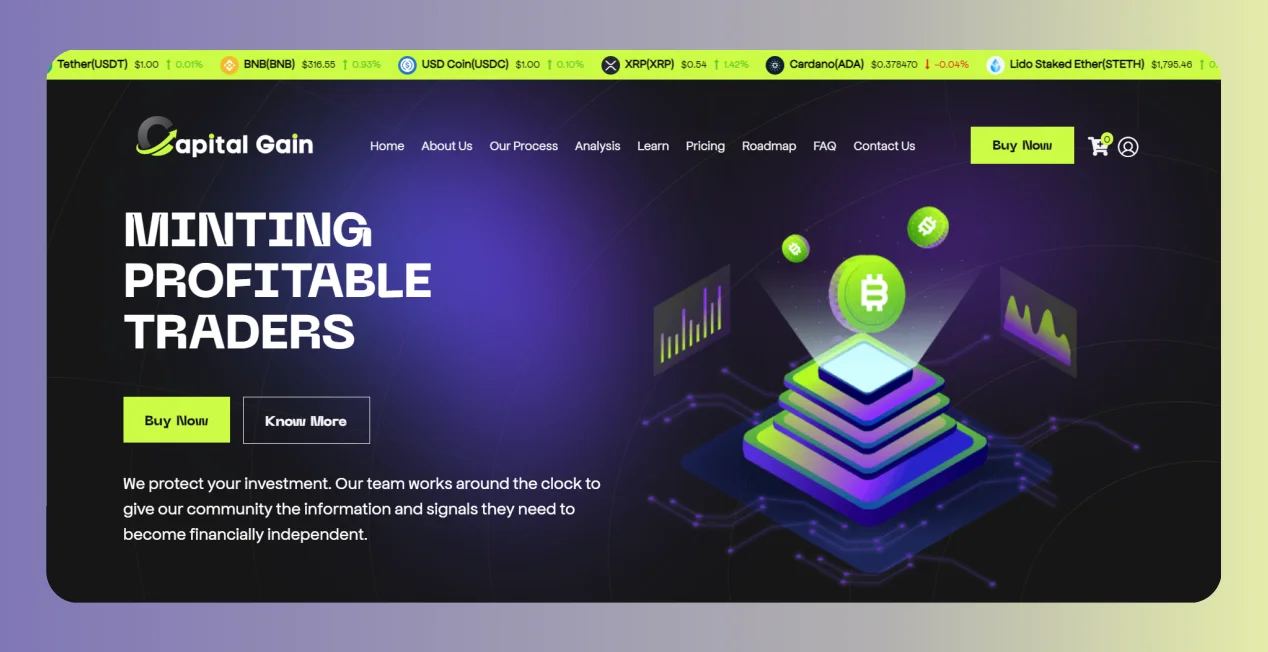 Tether(USDT) $1.00 ↑ 0.01% BNB(BNB) $316.55 ↑ 0.93% USD Coin(USDC) $1.00 ↑ 0.10% XRP(XRP) $0.54 ↑ 1.42% Cardano(ADA) $0.378470 ↓ -0.04% Lido Staked Ether(STETH) $1,795.46 ↑ 0.
Capital Gain Home About Us Our Process Analysis Learn Pricing Roadmap FAQ Contact Us Buy Now 0
MINTING
PROFITABLE
TRADERS
Buy Now Know More
We protect your investment. Our team works around the clock to
give our community the information and signals they need to
become financially independent.